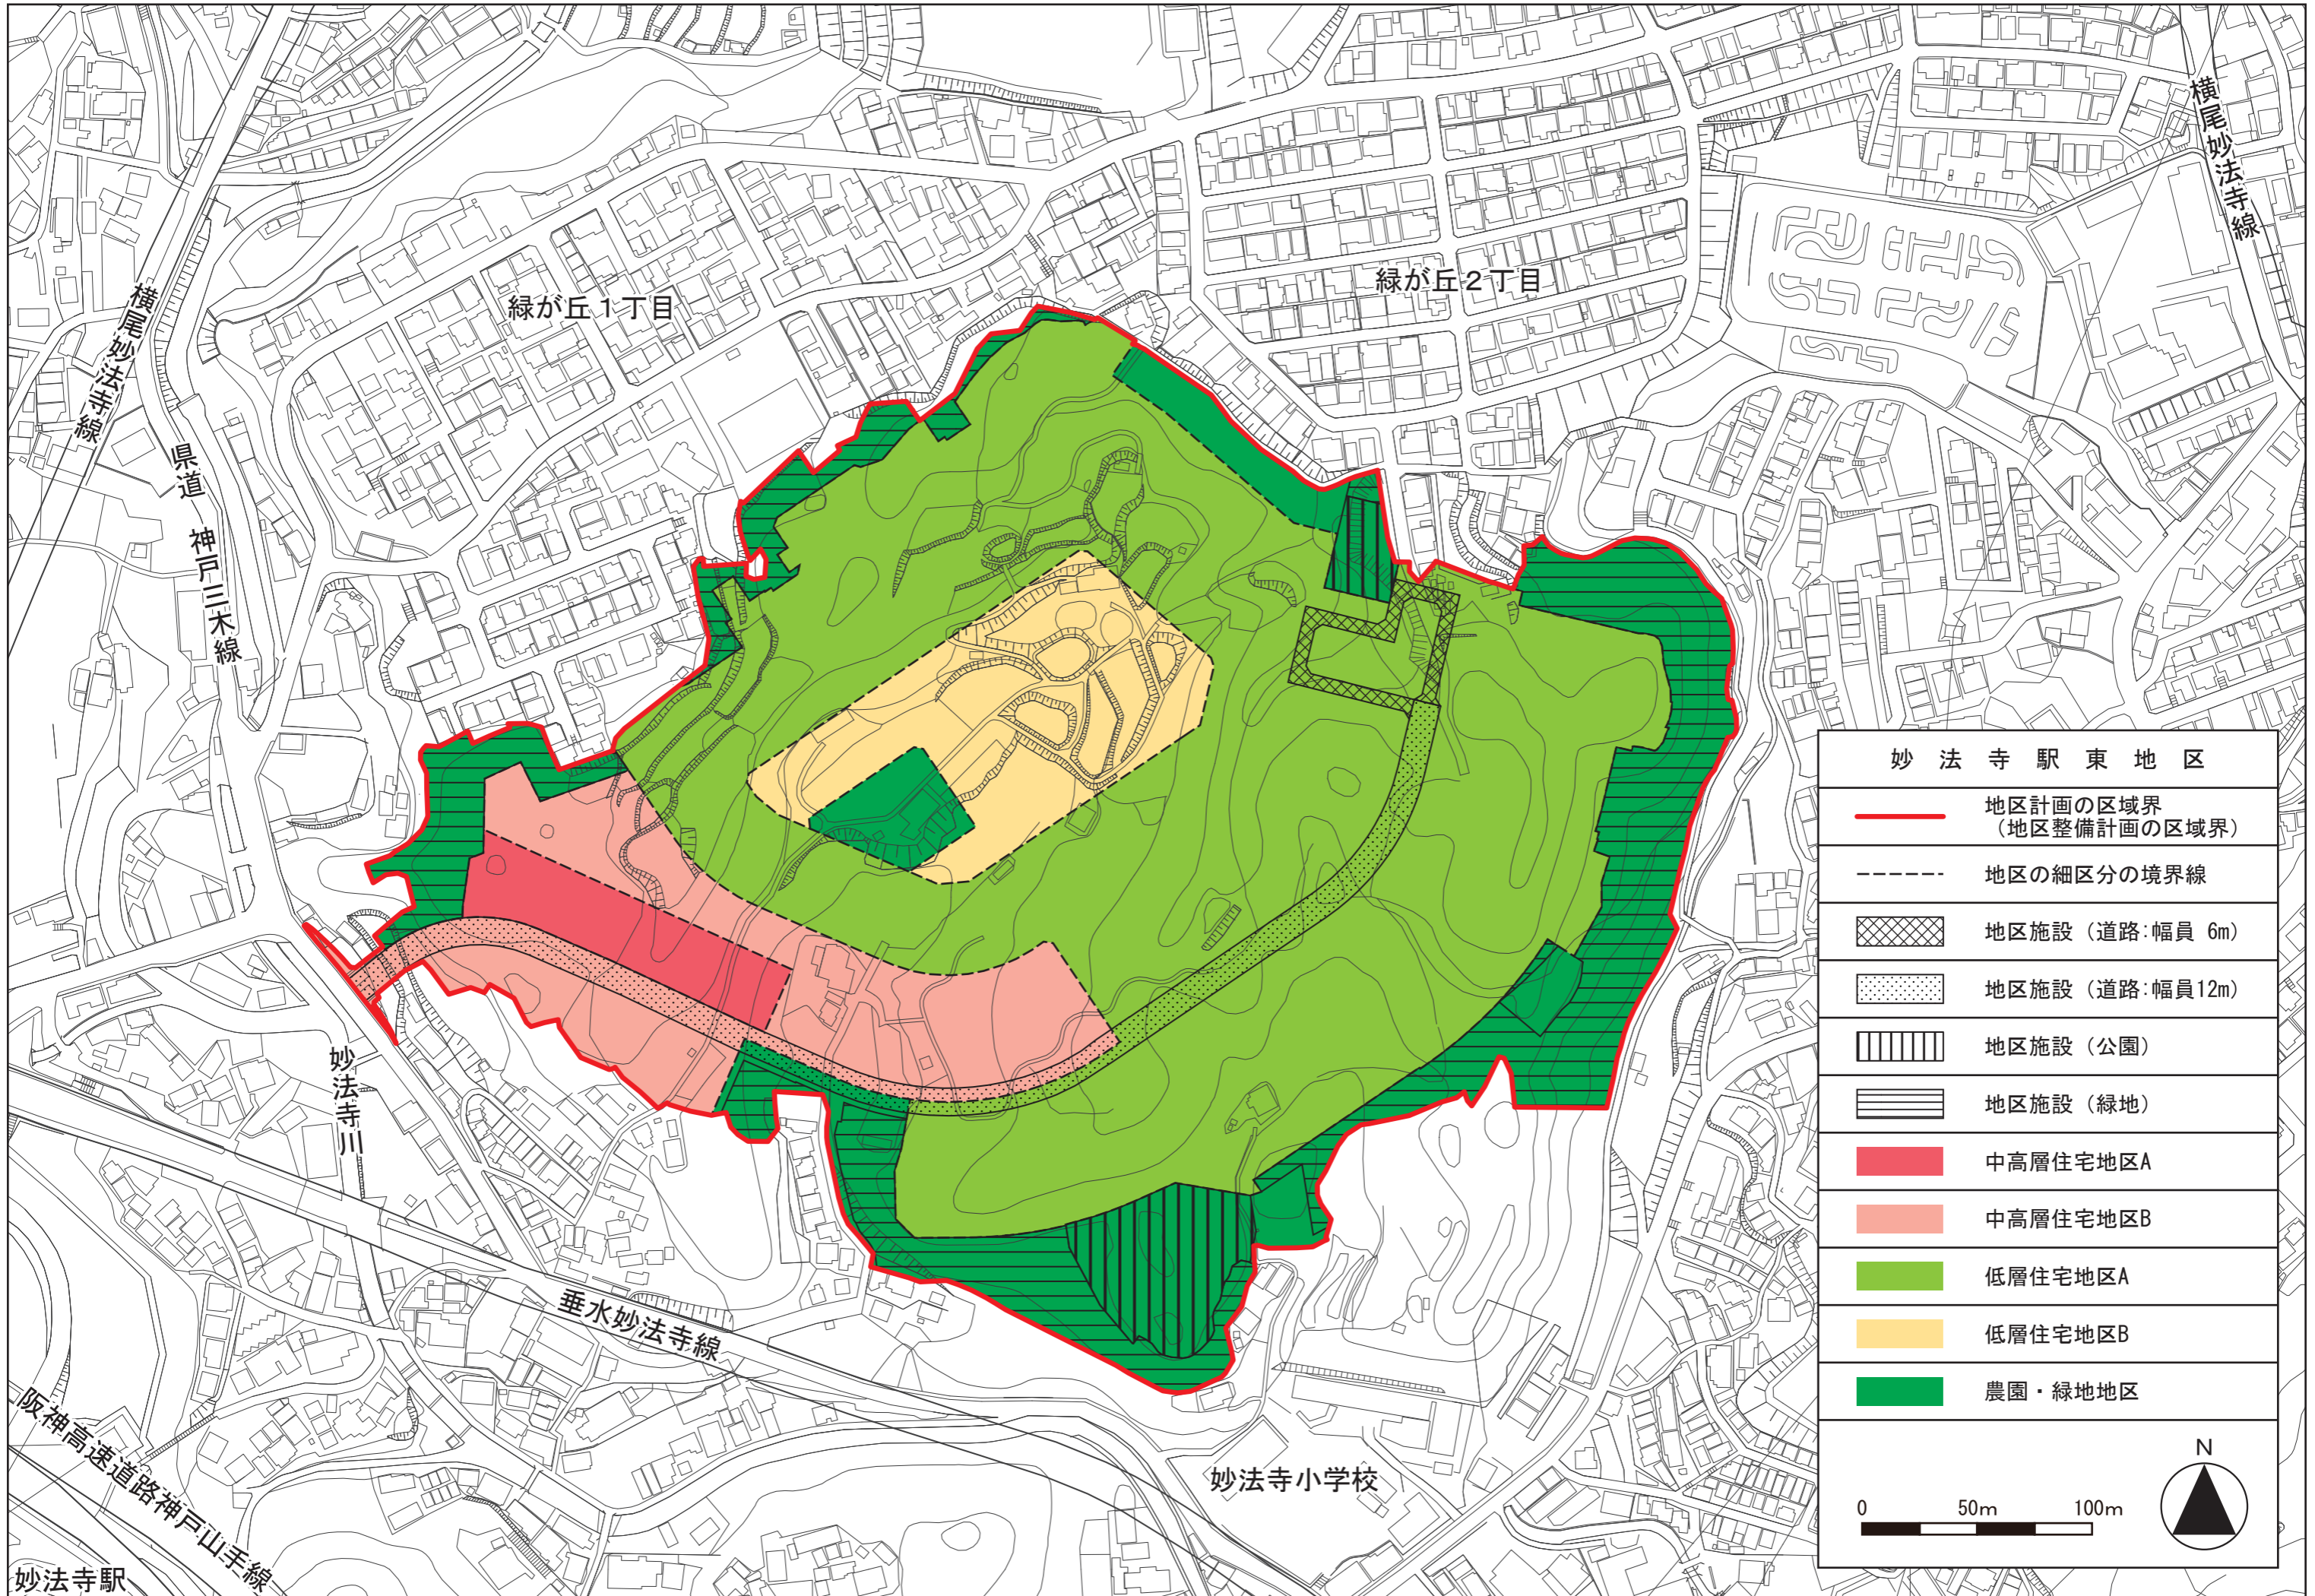 横尾妙法寺線
緑が丘2丁目
緑が丘1丁目
横尾妙法寺線
県道 神戸三木線
妙法寺川
垂水妙法寺線
阪神高速道路神戸山手線
妙法寺小学校
妙法寺駅
妙法寺駅東地区
地区計画の区域界
(地区整備計画の区域界)
地区の細区分の境界線
地区施設(道路:幅員 6m)
地区施設(道路:幅員12m)
地区施設(公園)
地区施設(緑地)
中高層住宅地区A
中高層住宅地区B
低層住宅地区A
低層住宅地区B
農園・緑地地区
N
0 50m 100m